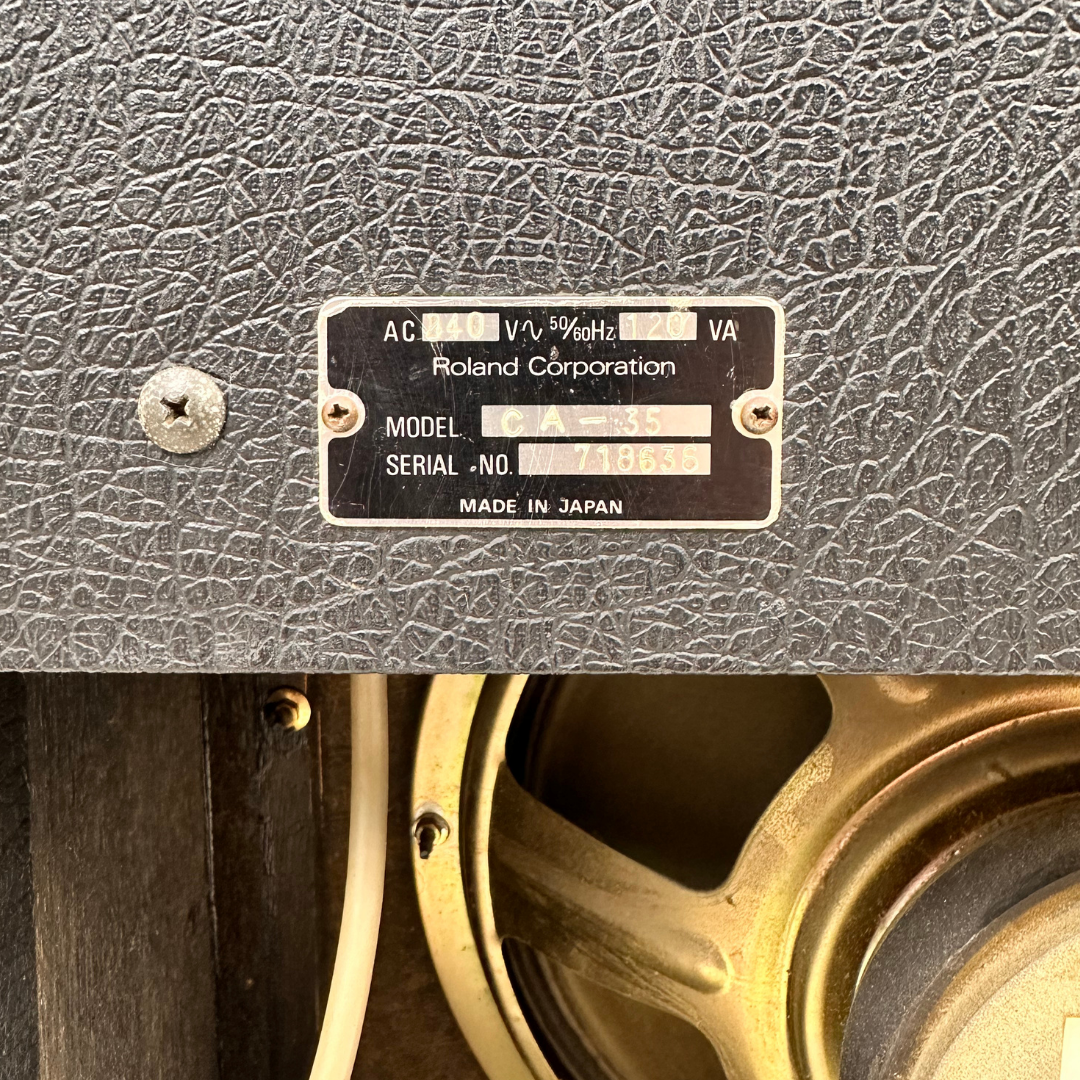 AC 240 V∿ 50/60Hz 120 VA
Roland Corporation
MODEL CA-35
SERIAL NO. 718636
MADE IN JAPAN